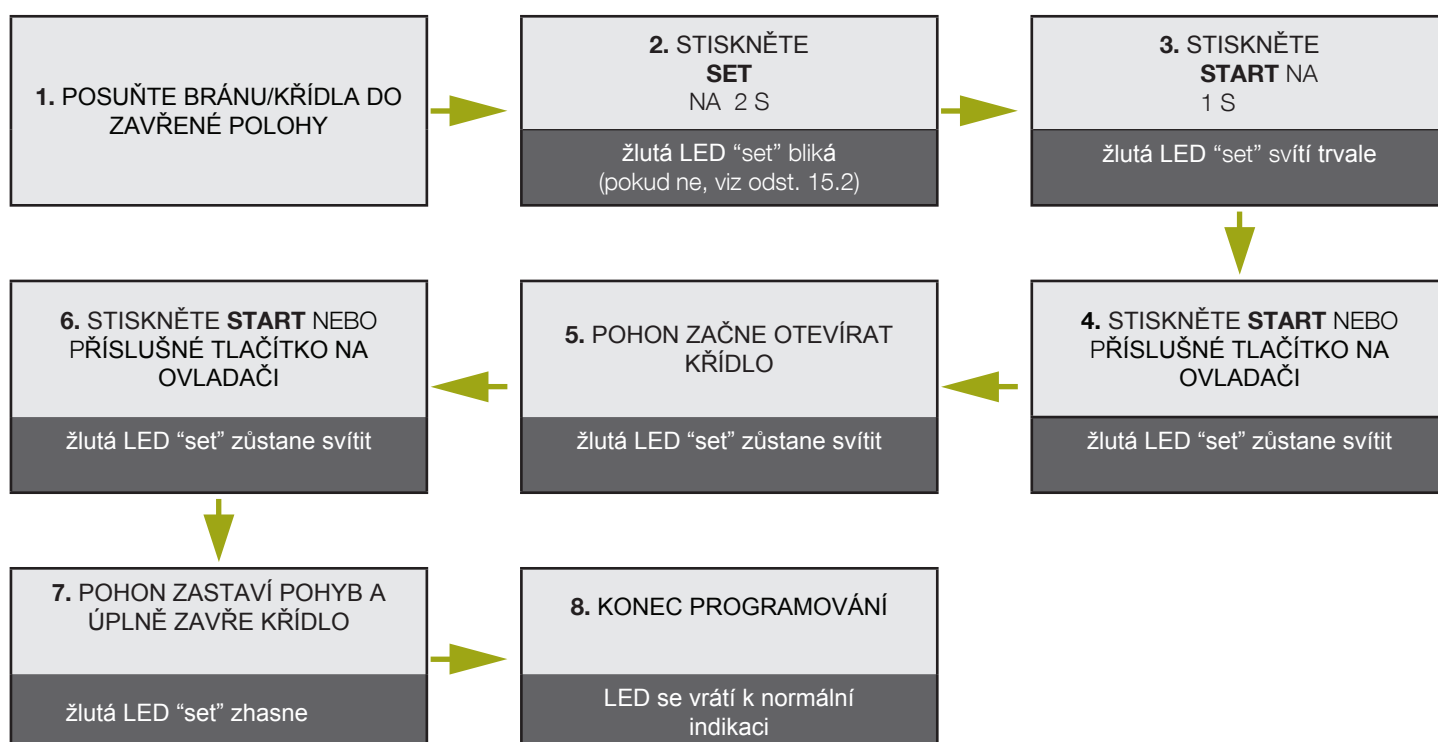 1. POSUŇTE BRÁNU/KŘÍDLA DO
ZAVŘENÉ POLOHY
2. STISKNĚTE
SET
NA 2 S
žlutá LED “set” bliká
(pokud ne, viz odst. 15.2)
3. STISKNĚTE
START NA
1 S
žlutá LED “set” svítí trvale
4. STISKNĚTE START NEBO
PŘÍSLUŠNÉ TLAČÍTKO NA
OVLADAČI
žlutá LED “set” zůstane svítit
5. POHON ZAČNE OTEVÍRAT
KŘÍDLO
žlutá LED “set” zůstane svítit
6. STISKNĚTE START NEBO
PŘÍSLUŠNÉ TLAČÍTKO NA
OVLADAČI
žlutá LED “set” zůstane svítit
7. POHON ZASTAVÍ POHYB A
ÚPLNĚ ZAVŘE KŘÍDLO
žlutá LED “set” zhasne
8. KONEC PROGRAMOVÁNÍ
LED se vrátí k normální
indikaci